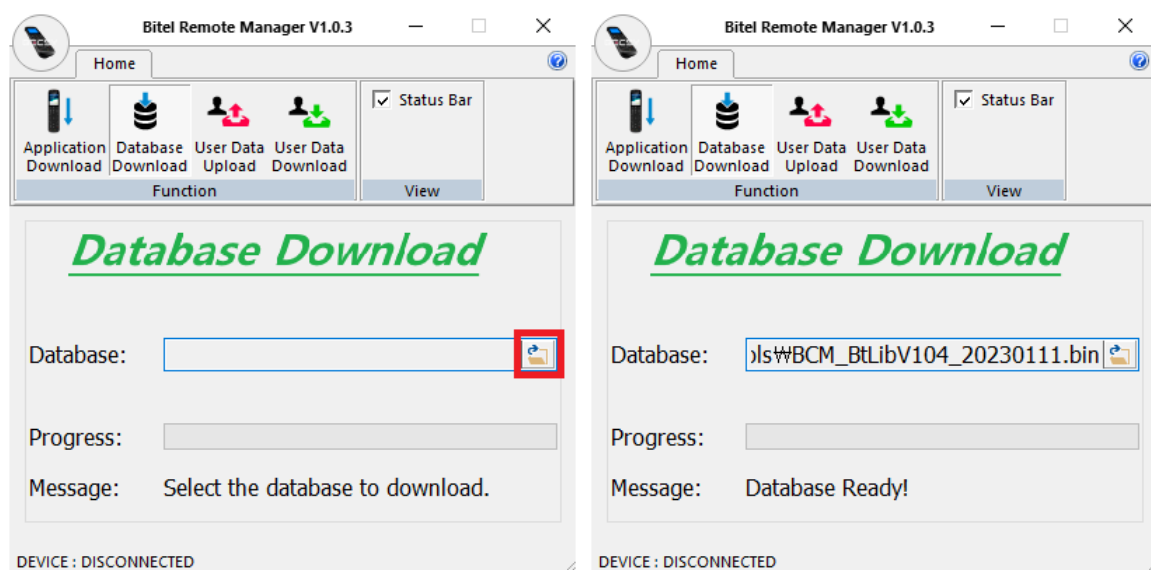 Bitel Remote Manager V1.0.3
Home
Application Download
Database Download
User Data Upload
User Data Download
Function
Status Bar
View
Database Download
Database:
Progress:
Message: Select the database to download.
DEVICE : DISCONNECTED
Bitel Remote Manager V1.0.3
Home
Application Download
Database Download
User Data Upload
User Data Download
Function
Status Bar
View
Database Download
Database: ols₩BCM_BtLibV104_20230111.bin
Progress:
Message: Database Ready!
DEVICE : DISCONNECTED